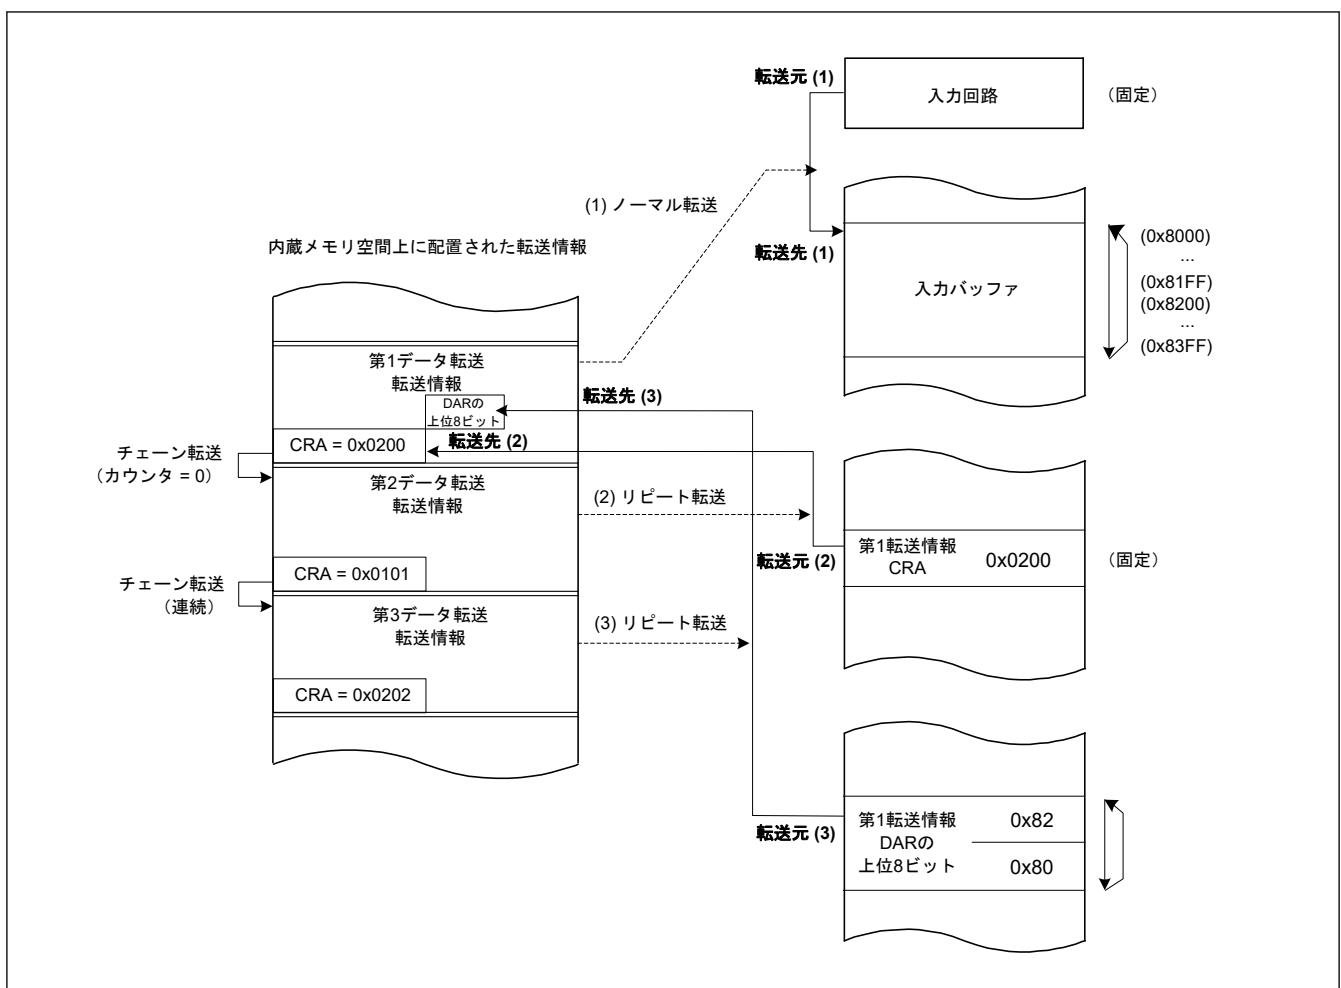 転送元 (1)
入力回路
（固定）
(1) ノーマル転送
内蔵メモリ空間上に配置された転送情報
転送先 (1)
入力バッファ
(0x8000)
...
(0x81FF)
(0x8200)
...
(0x83FF)
第1データ転送
転送情報
DARの
上位8ビット
転送先 (3)
CRA = 0x0200
転送先 (2)
チェーン転送
（カウンタ = 0）
第2データ転送
転送情報
(2) リピート転送
転送元 (2)
第1転送情報
CRA
0x0200
（固定）
CRA = 0x0101
チェーン転送
（連続）
第3データ転送
転送情報
(3) リピート転送
CRA = 0x0202
転送元 (3)
第1転送情報
DARの
上位8ビット
0x82
0x80